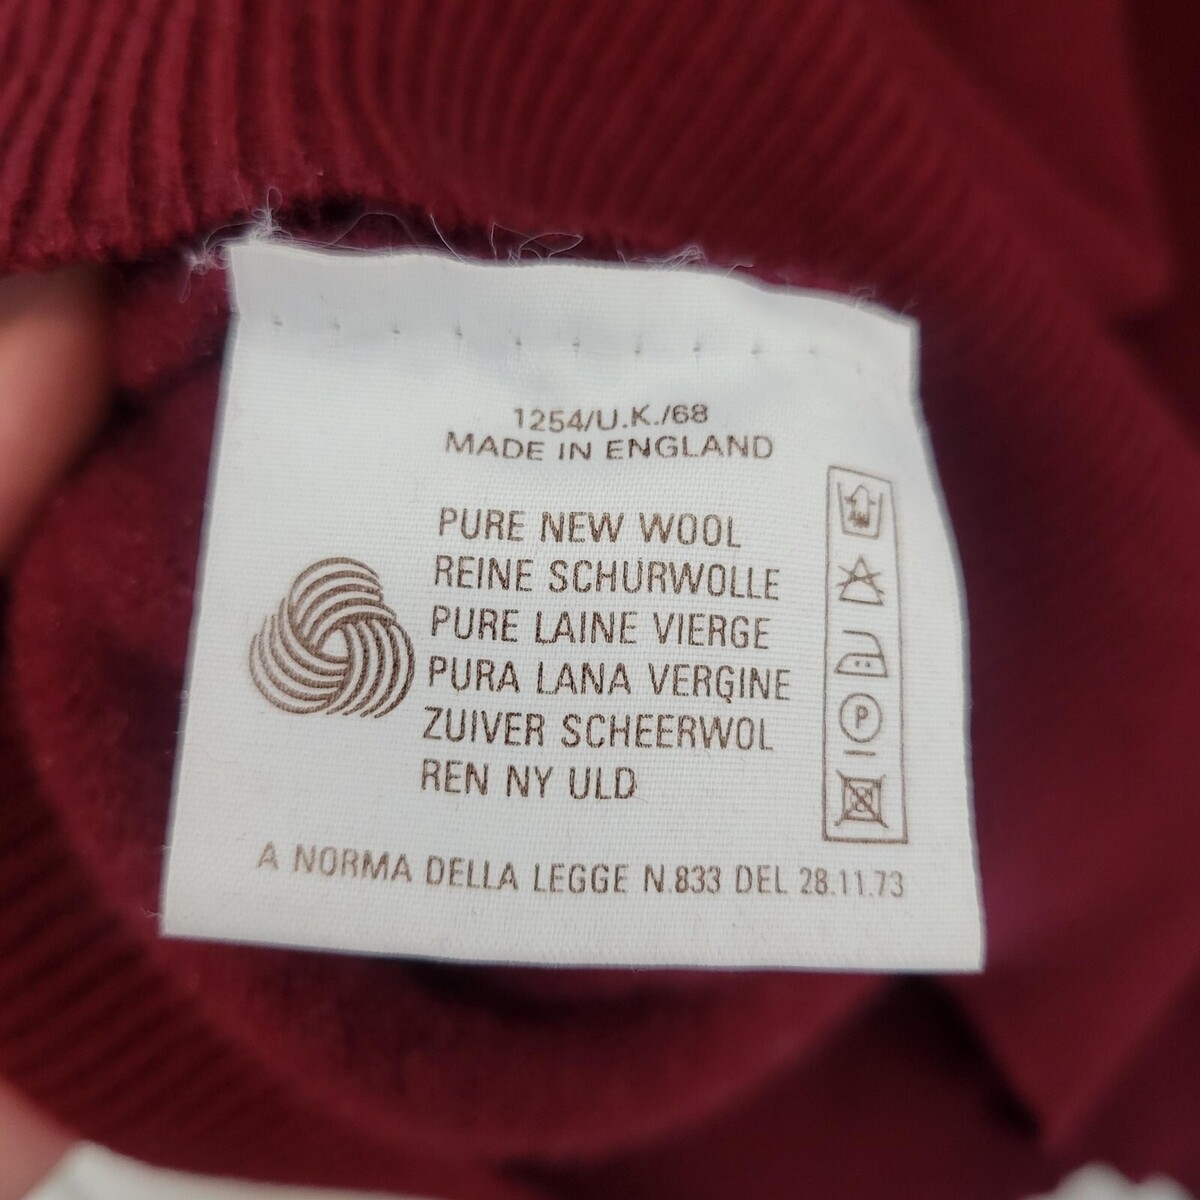 1254/U.K./68
MADE IN ENGLAND
PURE NEW WOOL
REINE SCHURWOLLE
PURE LAINE VIERGE
PURA LANA VERGINE
ZUIVER SCHEERWOL
REN NY ULD
P
A NORMA DELLA LEGGE N.833 DEL 28.11.73